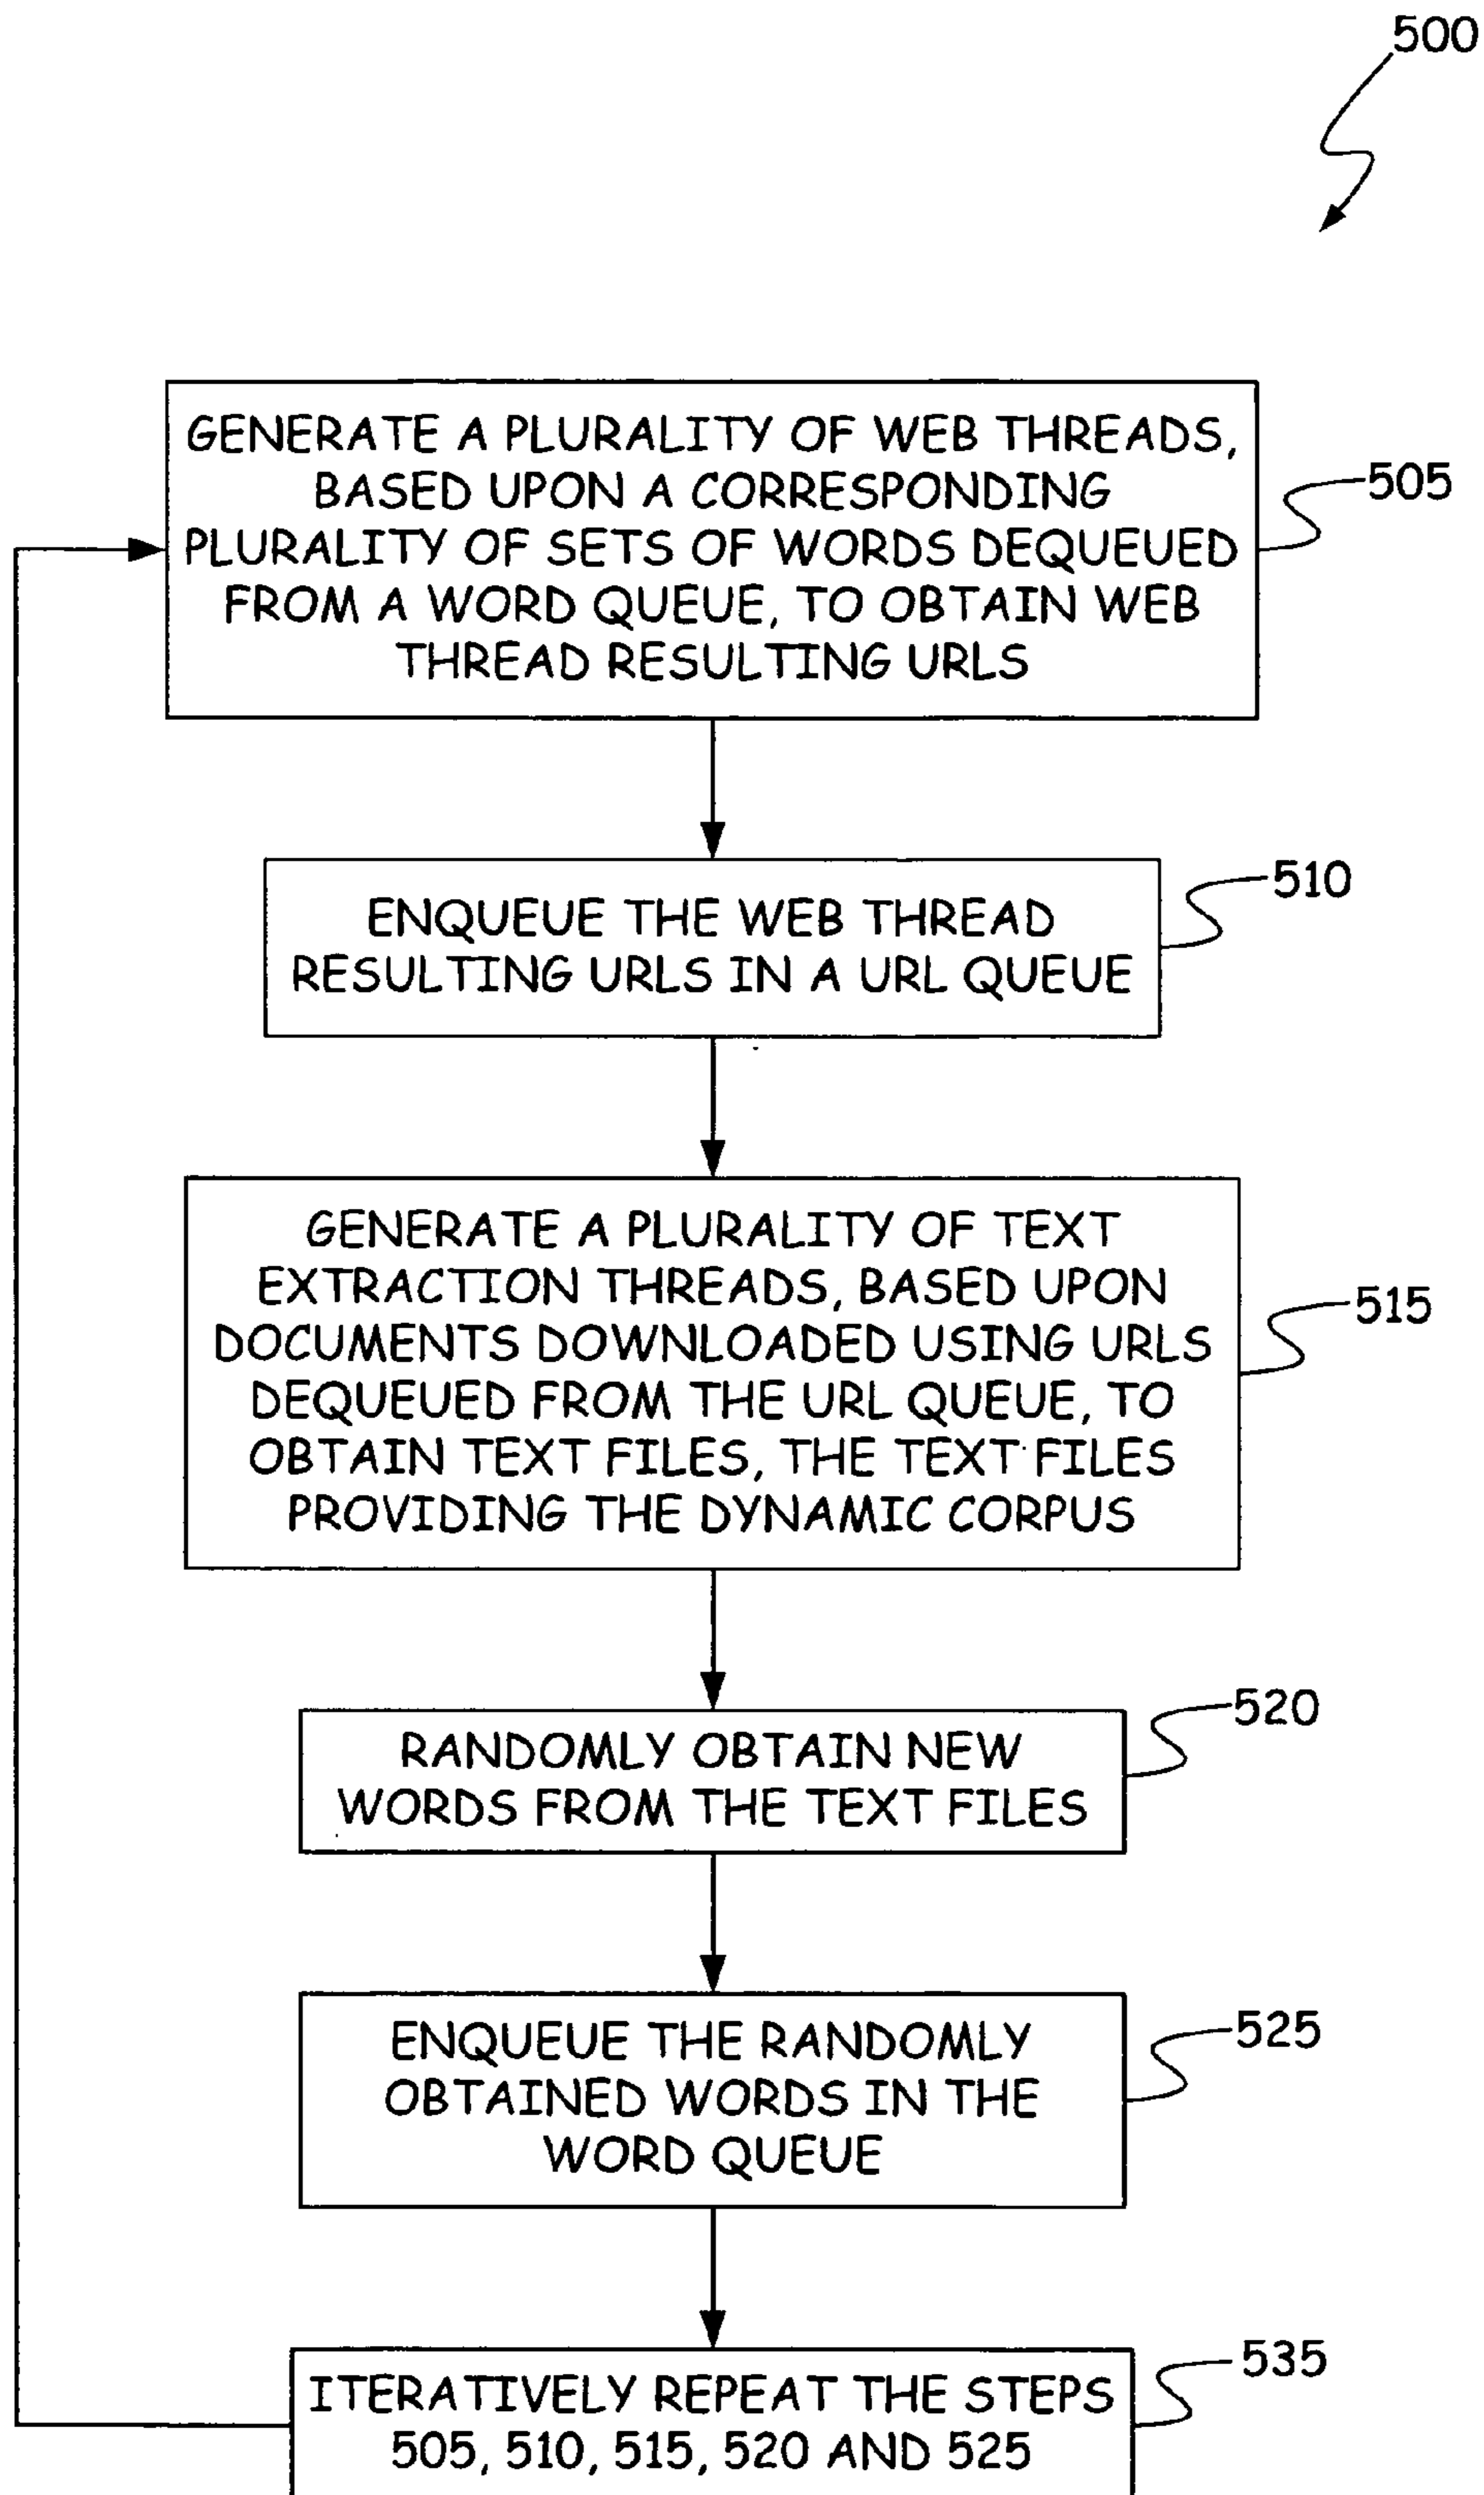 500
GENERATE A PLURALITY OF WEB THREADS,
BASED UPON A CORRESPONDING
PLURALITY OF SETS OF WORDS DEQUEUED
FROM A WORD QUEUE, TO OBTAIN WEB
THREAD RESULTING URLS
505
ENQUEUE THE WEB THREAD
RESULTING URLS IN A URL QUEUE
510
GENERATE A PLURALITY OF TEXT
EXTRACTION THREADS, BASED UPON
DOCUMENTS DOWNLOADED USING URLS
DEQUEUED FROM THE URL QUEUE, TO
OBTAIN TEXT FILES, THE TEXT FILES
PROVIDING THE DYNAMIC CORPUS
515
RANDOMLY OBTAIN NEW
WORDS FROM THE TEXT FILES
520
ENQUEUE THE RANDOMLY
OBTAINED WORDS IN THE
WORD QUEUE
525
ITERATIVELY REPEAT THE STEPS
505, 510, 515, 520 AND 525
535